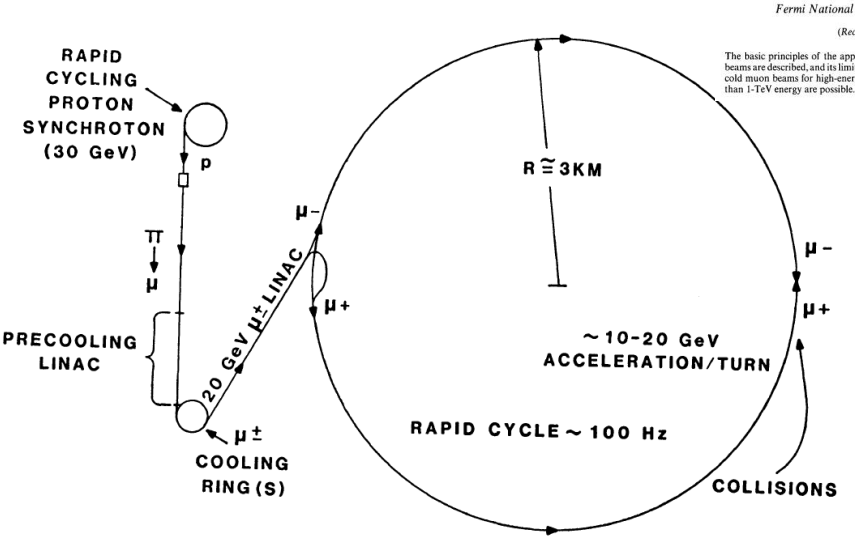 Fermi National
(Rec
The basic principles of the app
beams are described, and its limi
cold muon beams for high-ener
than 1-TeV energy are possible.
RAPID
CYCLING
PROTON
SYNCHROTON
(30 GeV)
p
π
μ
PRECOOLING
LINAC
μ±
COOLING
RING(S)
20 GeV μ± LINAC
μ-
μ+
R ≅ 3KM
μ-
μ+
~10-20 GeV
ACCELERATION/TURN
RAPID CYCLE ~ 100 Hz
COLLISIONS